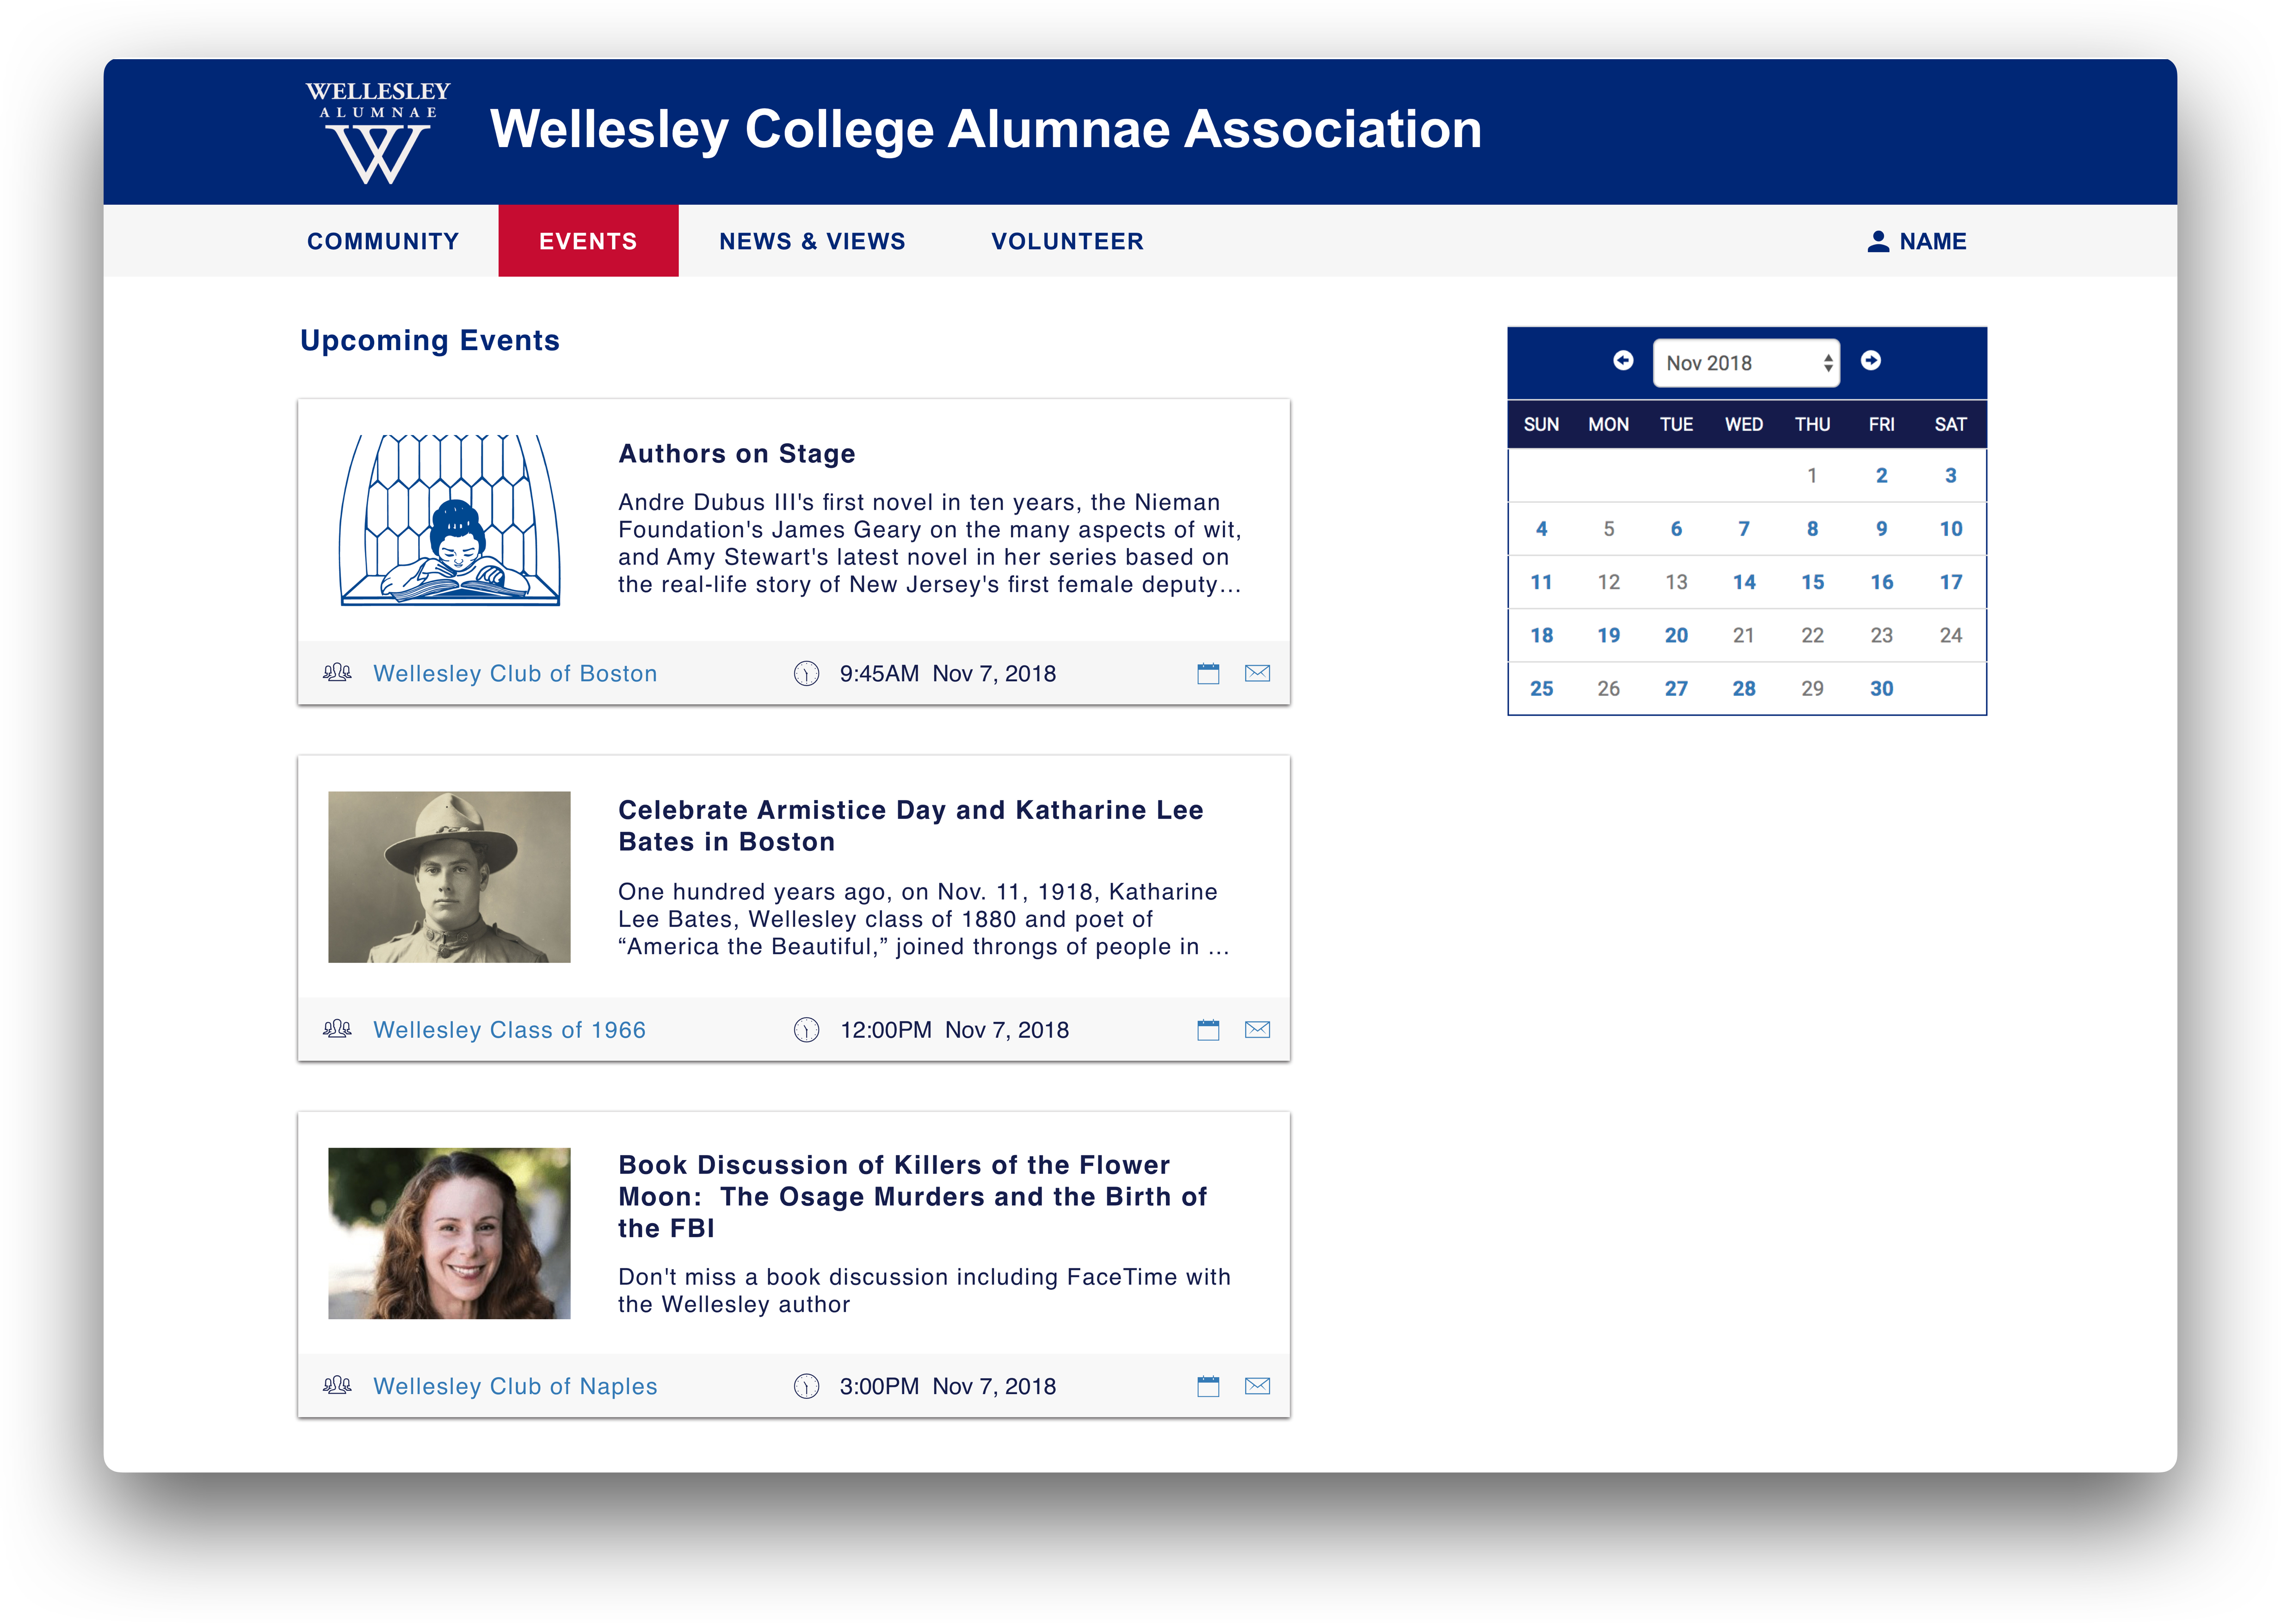 WELLESLEY
ALUMNAE
W
Wellesley College Alumnae Association
COMMUNITY EVENTS NEWS & VIEWS VOLUNTEER NAME
Upcoming Events
Authors on Stage
Andre Dubus III's first novel in ten years, the Nieman
Foundation's James Geary on the many aspects of wit,
and Amy Stewart's latest novel in her series based on
the real-life story of New Jersey's first female deputy...
Wellesley Club of Boston 9:45AM Nov 7, 2018
Celebrate Armistice Day and Katharine Lee
Bates in Boston
One hundred years ago, on Nov. 11, 1918, Katharine
Lee Bates, Wellesley class of 1880 and poet of
“America the Beautiful,” joined throngs of people in ...
Wellesley Class of 1966 12:00PM Nov 7, 2018
Book Discussion of Killers of the Flower
Moon:  The Osage Murders and the Birth of
the FBI
Don't miss a book discussion including FaceTime with
the Wellesley author
Wellesley Club of Naples 3:00PM Nov 7, 2018
Nov 2018
SUN MON TUE WED THU FRI SAT
1 2 3
4 5 6 7 8 9 10
11 12 13 14 15 16 17
18 19 20 21 22 23 24
25 26 27 28 29 30